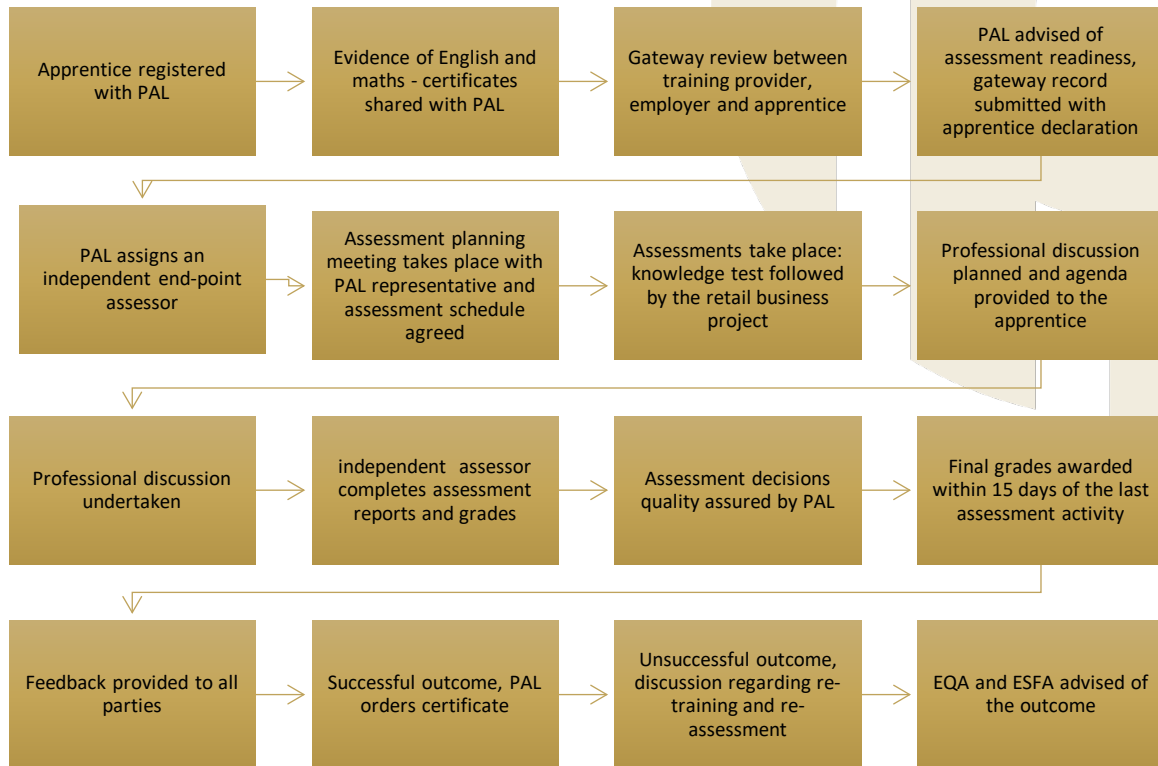 Apprentice registered
with PAL
Evidence of English and
maths - certificates
shared with PAL
Gateway review between
training provider,
employer and apprentice
PAL advised of
assessment readiness,
gateway record
submitted with
apprentice declaration
PAL assigns an
independent end-point
assessor
Assessment planning
meeting takes place with
PAL representative and
assessment schedule
agreed
Assessments take place:
knowledge test followed
by the retail business
project
Professional discussion
planned and agenda
provided to the
apprentice
Professional discussion
undertaken
independent assessor
completes assessment
reports and grades
Assessment decisions
quality assured by PAL
Final grades awarded
within 15 days of the last
assessment activity
Feedback provided to all
parties
Successful outcome, PAL
orders certificate
Unsuccessful outcome,
discussion regarding re-
training and re-
assessment
EQA and ESFA advised of
the outcome